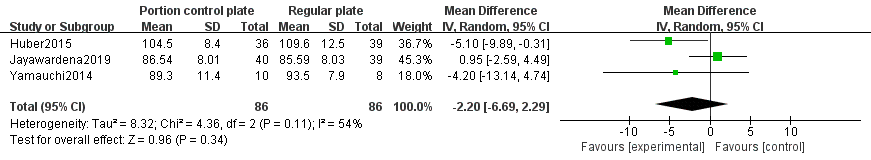 Portion control plate Regular plate Mean Difference Mean Difference
Study or Subgroup Mean SD Total Mean SD Total Weight IV, Random, 95% CI IV, Random, 95% CI
Huber2015 104.5 8.4 36 109.6 12.5 39 36.7% -5.10 [-9.89, -0.31]
Jayawardena2019 86.54 8.01 40 85.59 8.03 39 45.3% 0.95 [-2.59, 4.49]
Yamauchi2014 89.3 11.4 10 93.5 7.9 8 18.0% -4.20 [-13.14, 4.74]
Total (95% CI) 86 86 100.0% -2.20 [-6.69, 2.29]
Heterogeneity: Tau² = 8.32; Chi² = 4.36, df = 2 (P = 0.11); I² = 54%
Test for overall effect: Z = 0.96 (P = 0.34)
-10 -5 0 5 10
Favours [experimental] Favours [control]